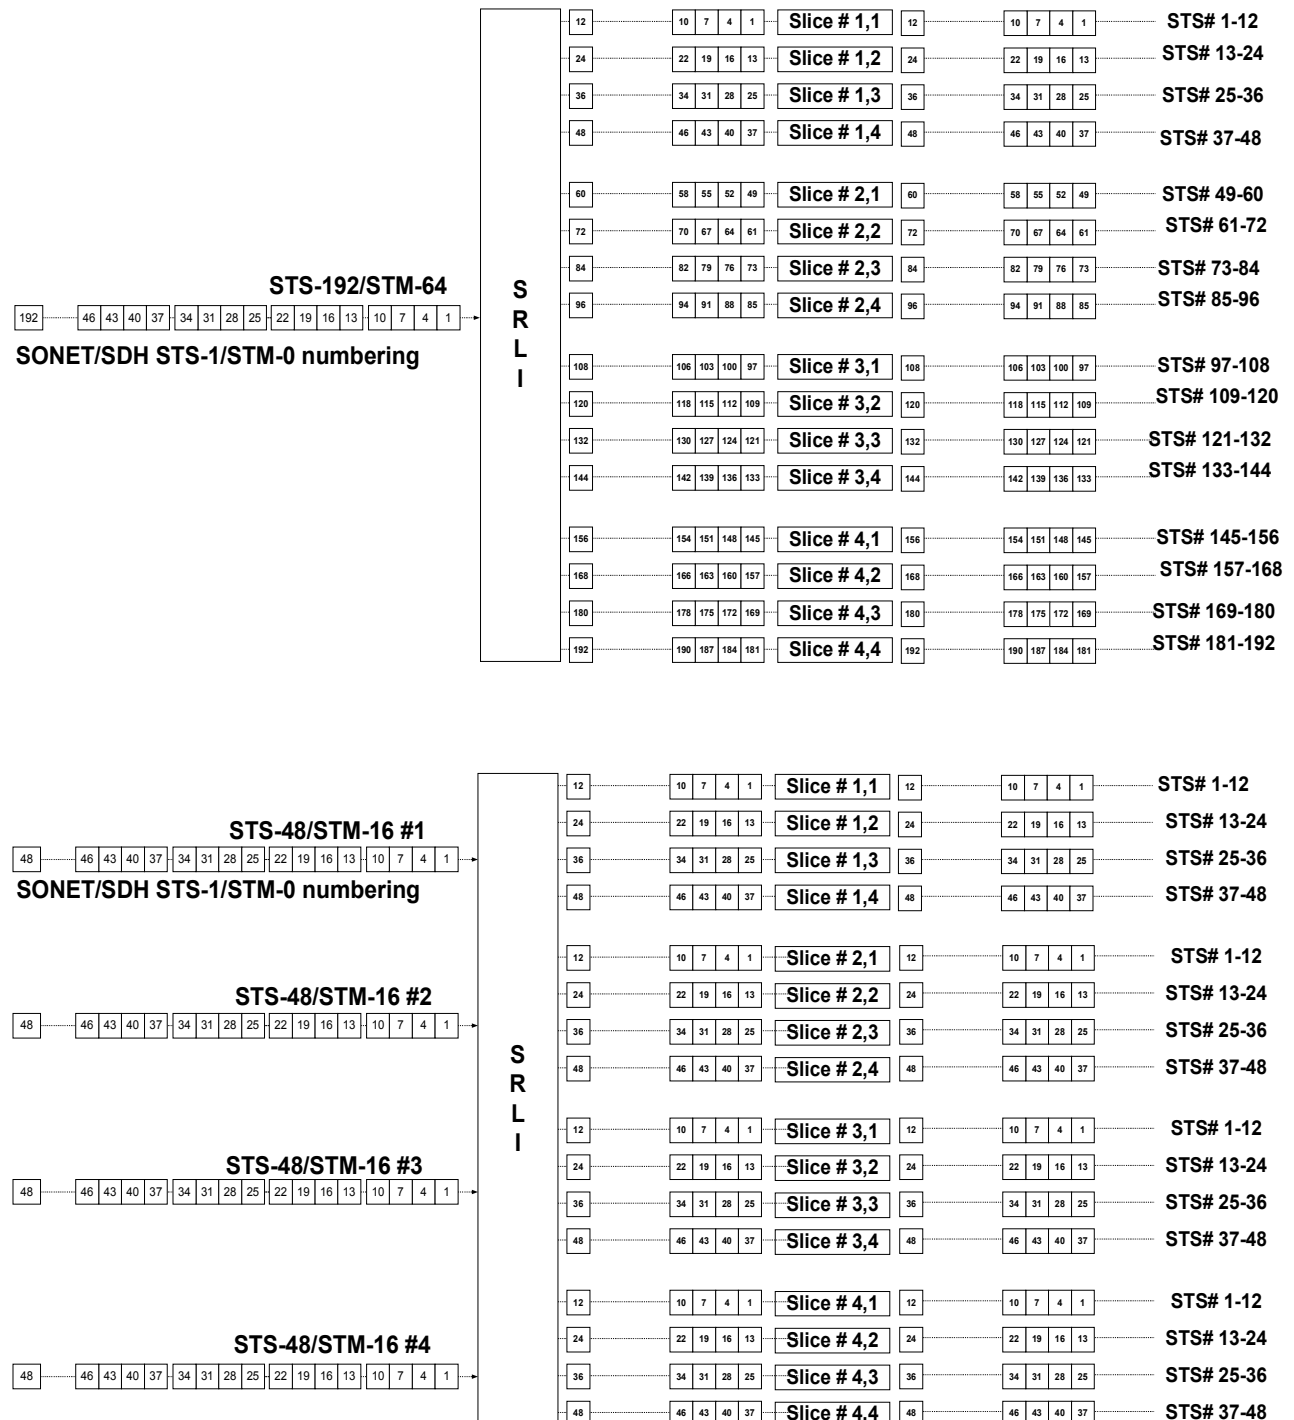 12 10 7 4 1 Slice # 1,1 12 10 7 4 1 STS# 1-12
24 22 19 16 13 Slice # 1,2 24 22 19 16 13 STS# 13-24
36 34 31 28 25 Slice # 1,3 36 34 31 28 25 STS# 25-36
48 46 43 40 37 Slice # 1,4 48 46 43 40 37 STS# 37-48
60 58 55 52 49 Slice # 2,1 60 58 55 52 49 STS# 49-60
72 70 67 64 61 Slice # 2,2 72 70 67 64 61 STS# 61-72
84 82 79 76 73 Slice # 2,3 84 82 79 76 73 STS# 73-84
96 94 91 88 85 Slice # 2,4 96 94 91 88 85 STS# 85-96
STS-192/STM-64
192 46 43 40 37 34 31 28 25 22 19 16 13 10 7 4 1
SONET/SDH STS-1/STM-0 numbering
S
R
L
I
108 106 103 100 97 Slice # 3,1 108 106 103 100 97 STS# 97-108
120 118 115 112 109 Slice # 3,2 120 118 115 112 109 STS# 109-120
132 130 127 124 121 Slice # 3,3 132 130 127 124 121 STS# 121-132
144 142 139 136 133 Slice # 3,4 144 142 139 136 133 STS# 133-144
156 154 151 148 145 Slice # 4,1 156 154 151 148 145 STS# 145-156
168 166 163 160 157 Slice # 4,2 168 166 163 160 157 STS# 157-168
180 178 175 172 169 Slice # 4,3 180 178 175 172 169 STS# 169-180
192 190 187 184 181 Slice # 4,4 192 190 187 184 181 STS# 181-192
12 10 7 4 1 Slice # 1,1 12 10 7 4 1 STS# 1-12
24 22 19 16 13 Slice # 1,2 24 22 19 16 13 STS# 13-24
STS-48/STM-16 #1
48 46 43 40 37 34 31 28 25 22 19 16 13 10 7 4 1
36 34 31 28 25 Slice # 1,3 36 34 31 28 25 STS# 25-36
SONET/SDH STS-1/STM-0 numbering
48 46 43 40 37 Slice # 1,4 48 46 43 40 37 STS# 37-48
12 10 7 4 1 Slice # 2,1 12 10 7 4 1 STS# 1-12
24 22 19 16 13 Slice # 2,2 24 22 19 16 13 STS# 13-24
STS-48/STM-16 #2
48 46 43 40 37 34 31 28 25 22 19 16 13 10 7 4 1
36 34 31 28 25 Slice # 2,3 36 34 31 28 25 STS# 25-36
48 46 43 40 37 Slice # 2,4 48 46 43 40 37 STS# 37-48
S
R
L
I
12 10 7 4 1 Slice # 3,1 12 10 7 4 1 STS# 1-12
24 22 19 16 13 Slice # 3,2 24 22 19 16 13 STS# 13-24
STS-48/STM-16 #3
48 46 43 40 37 34 31 28 25 22 19 16 13 10 7 4 1
36 34 31 28 25 Slice # 3,3 36 34 31 28 25 STS# 25-36
48 46 43 40 37 Slice # 3,4 48 46 43 40 37 STS# 37-48
12 10 7 4 1 Slice # 4,1 12 10 7 4 1 STS# 1-12
24 22 19 16 13 Slice # 4,2 24 22 19 16 13 STS# 13-24
STS-48/STM-16 #4
48 46 43 40 37 34 31 28 25 22 19 16 13 10 7 4 1
36 34 31 28 25 Slice # 4,3 36 34 31 28 25 STS# 25-36
48 46 43 40 37 Slice # 4,4 48 46 43 40 37 STS# 37-48